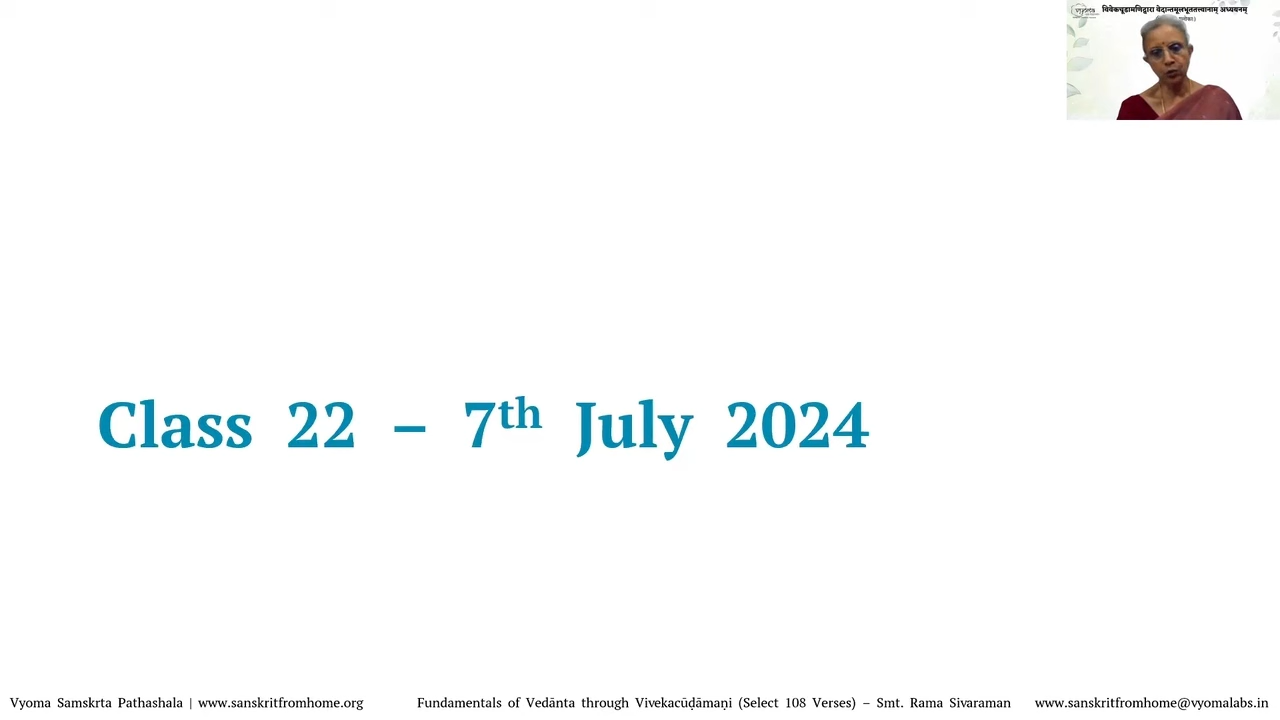 vyoma
विवेकचूडामणिद्वारा वेदान्तमूलभूततत्त्वानाम् अध्ययनम्
Class 22 – 7th July 2024
Vyoma Samskrta Pathashala | www.sanskritfromhome.org
Fundamentals of Vedānta through Vivekacūḍāmaṇi (Select 108 Verses) – Smt. Rama Sivaraman
www.sanskritfromhome@vyomalabs.in